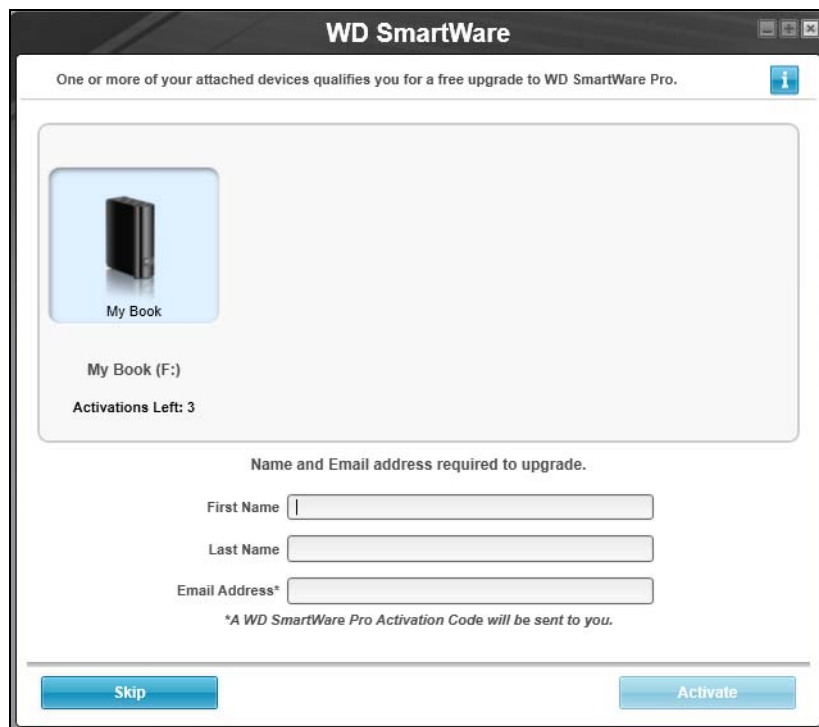 WD SmartWare
One or more of your attached devices qualifies you for a free upgrade to WD SmartWare Pro.
i
My Book
My Book (F:)
Activations Left: 3
Name and Email address required to upgrade.
First Name
Last Name
Email Address*
*A WD SmartWare Pro Activation Code will be sent to you.
Skip
Activate